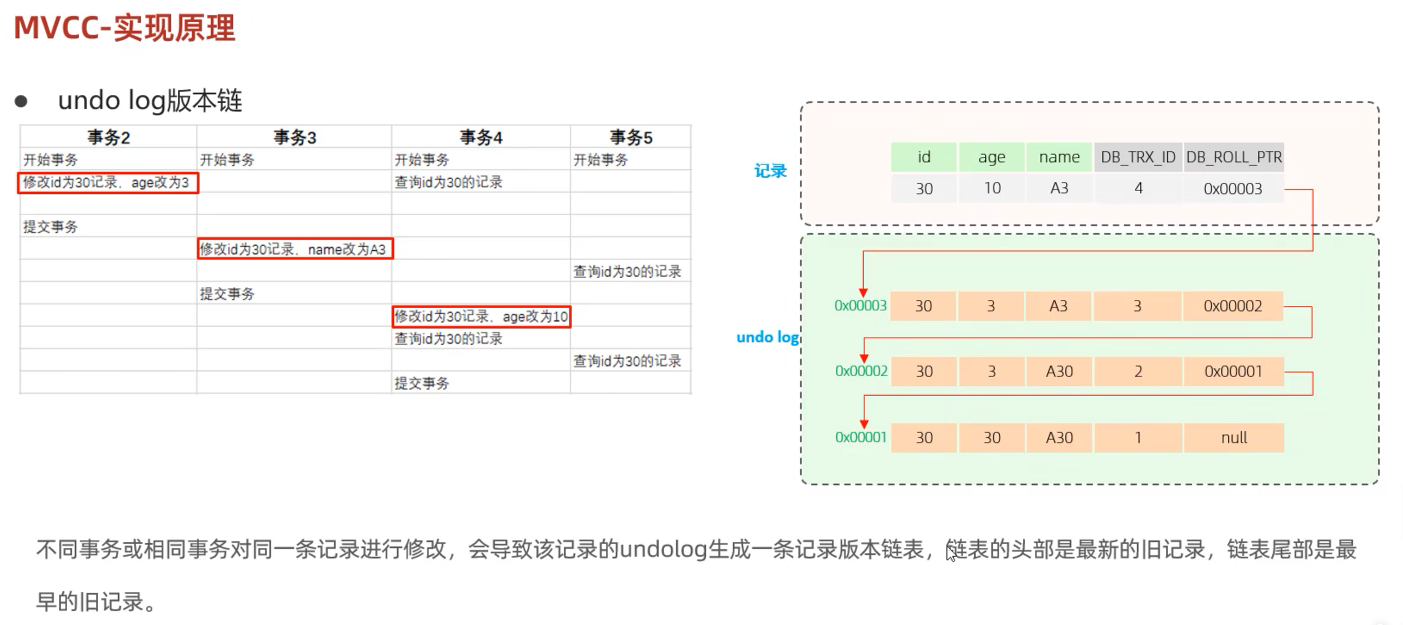 MVCC-实现原理
● undo log版本链
事务2 事务3 事务4 事务5
开始事务 开始事务 开始事务 开始事务
修改id为30记录，age改为3 查询id为30的记录
提交事务
修改id为30记录，name改为A3
查询id为30的记录
提交事务
修改id为30记录，age改为10
查询id为30的记录
查询id为30的记录
提交事务
记录
id age name DB_TRX_ID DB_ROLL_PTR
30 10 A3 4 0x00003
undo log
0x00003 30 3 A3 3 0x00002
0x00002 30 3 A30 2 0x00001
0x00001 30 30 A30 1 null
不同事务或相同事务对同一条记录进行修改，会导致该记录的undolog生成一条记录版本链表，链表的头部是最新的旧记录，链表尾部是最
早的旧记录。